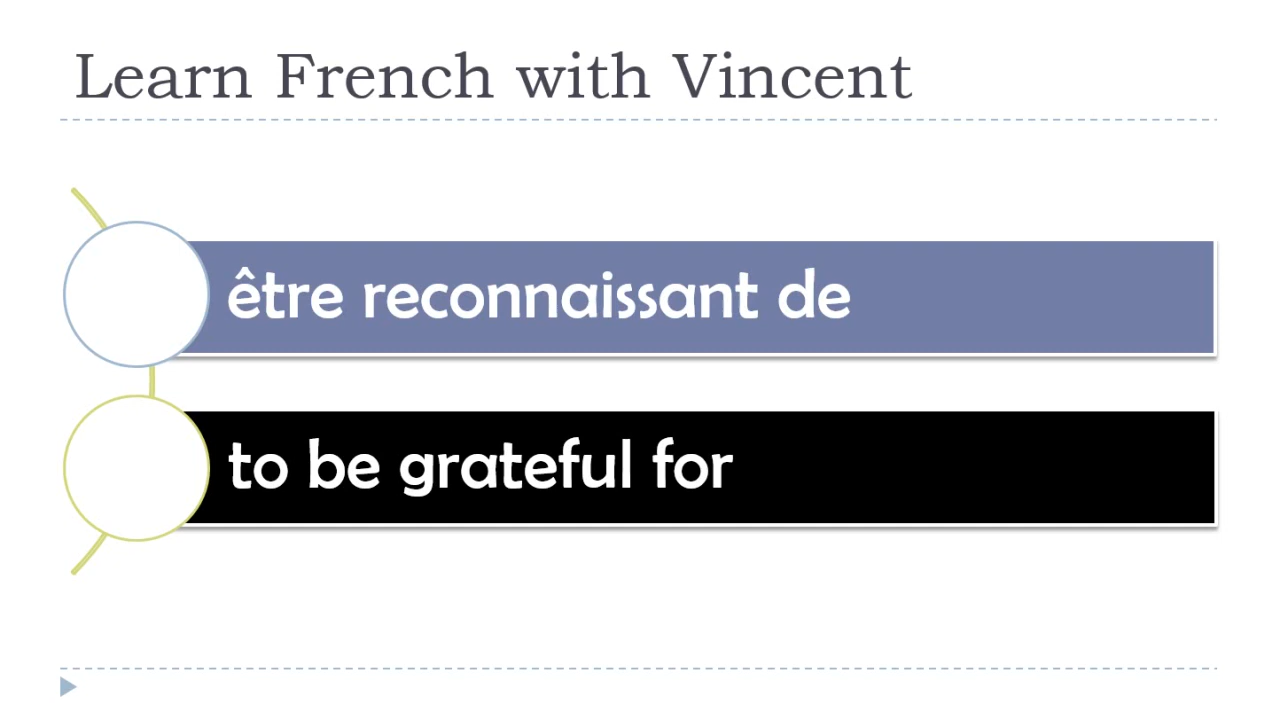 Learn French with Vincent
être reconnaissant de
to be grateful for